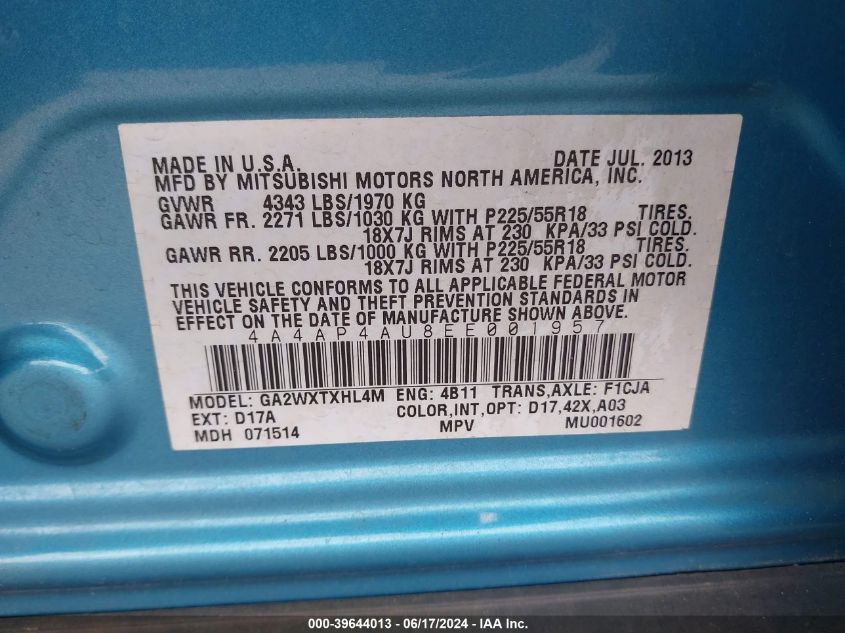 MADE IN U.S.A. DATE JUL. 2013
MFD BY MITSUBISHI MOTORS NORTH AMERICA, INC.
GVWR 4343 LBS/1970 KG
GAWR FR. 2271 LBS/1030 KG WITH P225/55R18 TIRES.
18X7J RIMS AT 230 KPA/33 PSI COLD.
GAWR RR. 2205 LBS/1000 KG WITH P225/55R18 TIRES.
18X7J RIMS AT 230 KPA/33 PSI COLD.
THIS VEHICLE CONFORMS TO ALL APPLICABLE FEDERAL MOTOR
VEHICLE SAFETY AND THEFT PREVENTION STANDARDS IN
EFFECT ON THE DATE OF MANUFACTURE SHOWN ABOVE.
4A4AP4AU8EE001957
MODEL: GA2WXTXHL4M ENG: 4B11 TRANS,AXLE: F1CJA
EXT: D17A COLOR,INT,OPT: D17,42X,A03
MDH 071514 MPV MU001602
000-39644013 - 06/17/2024 - IAA Inc.